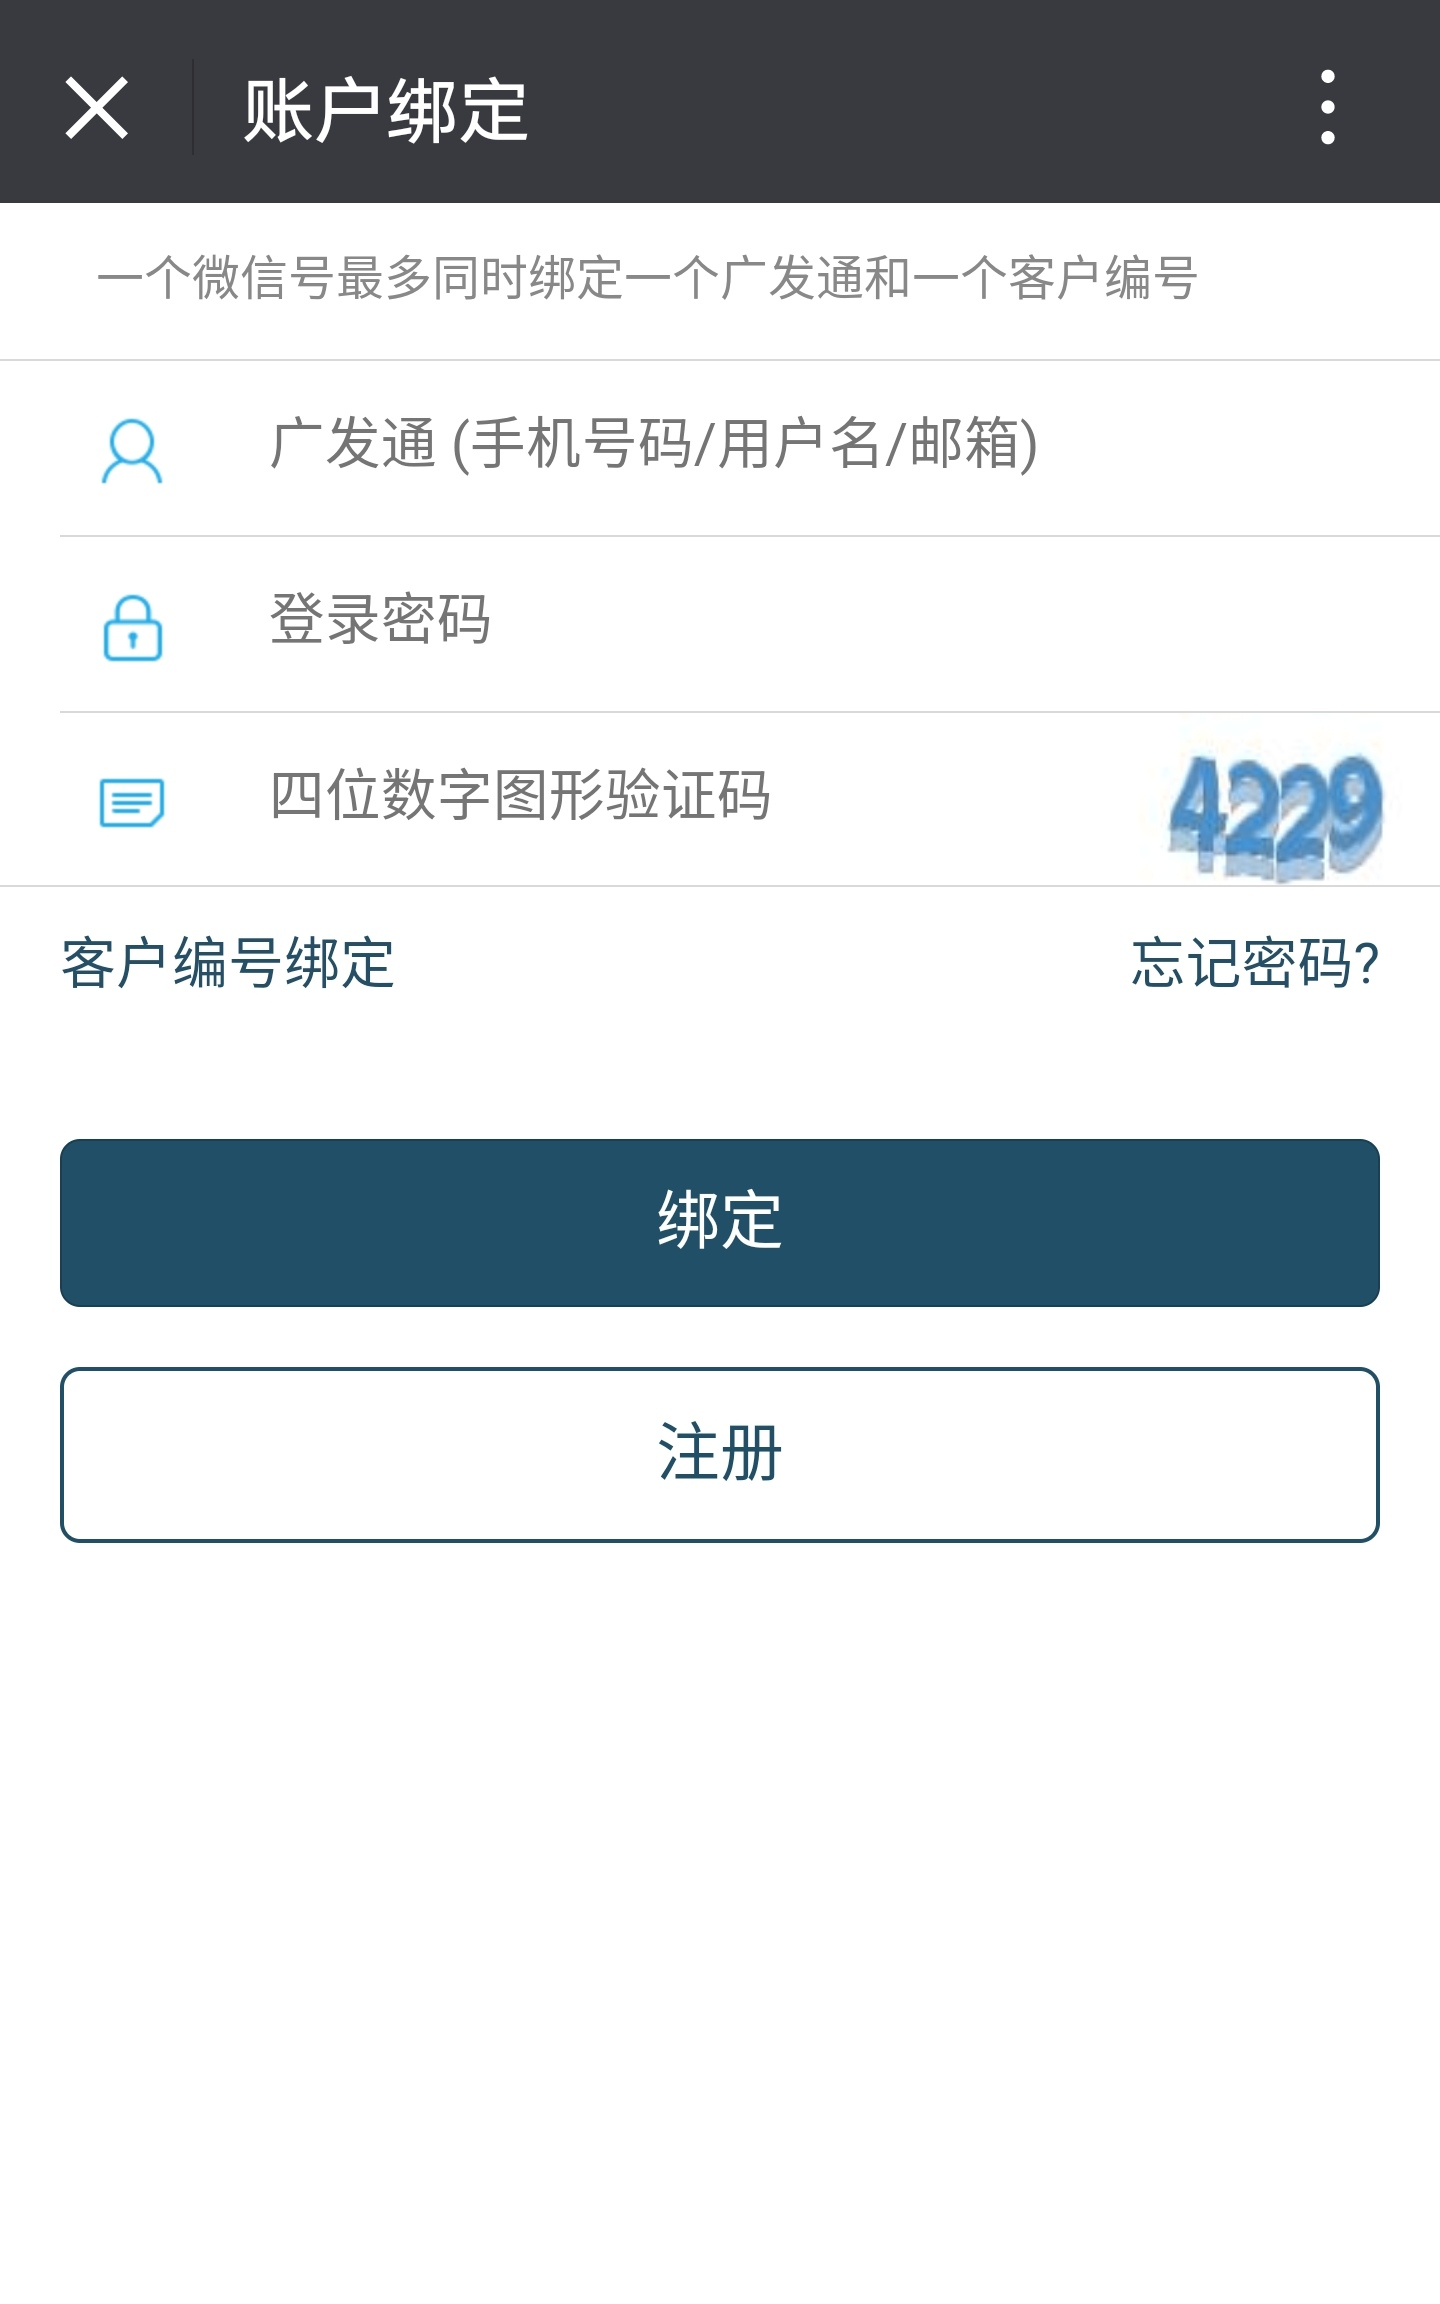 账户绑定
一个微信号最多同时绑定一个广发通和一个客户编号
广发通 (手机号码/用户名/邮箱)
登录密码
四位数字图形验证码 4229
客户编号绑定 忘记密码?
绑定
注册